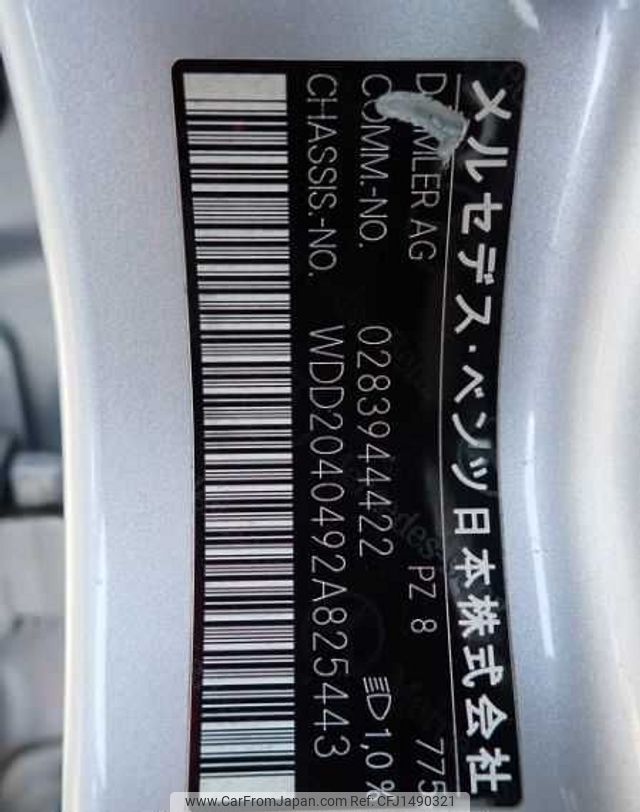 メルセデス・ベンツ日本株式会社
DAIMLER AG PZ 8 775
COMM.-NO. 0283944422 1,0%
CHASSIS.-NO. WDD2040492A825443
www.CarFromJapan.com Ref: CFJ1490321